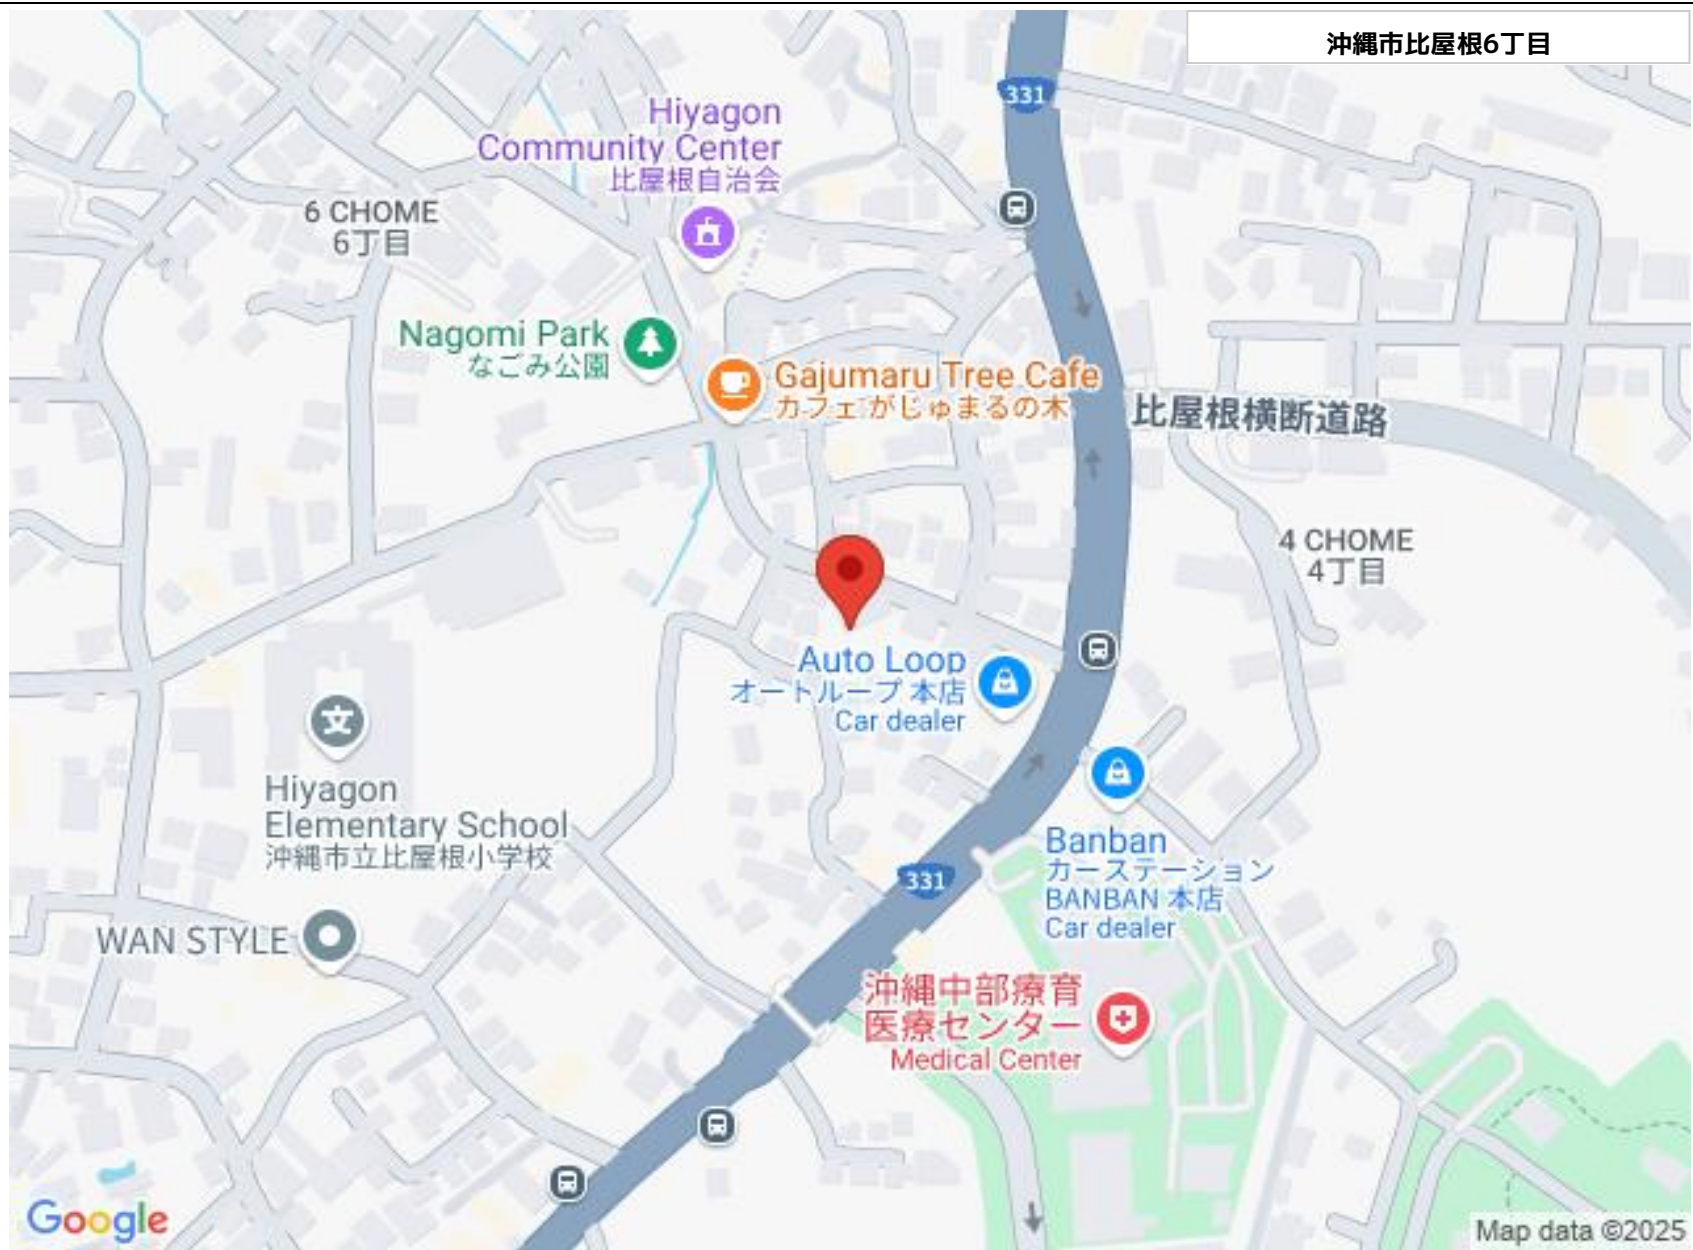 沖縄市比屋根6丁目
331
Hiyagon
Community Center
比屋根自治会
6 CHOME
6丁目
Nagomi Park
なごみ公園
Gajumaru Tree Cafe
カフェ がじゅまるの木
比屋根横断道路
4 CHOME
4丁目
Auto Loop
オートループ 本店
Car dealer
文
Hiyagon
Elementary School
沖縄市立比屋根小学校
Banban
カーステーション
BANBAN 本店
Car dealer
331
WAN STYLE
沖縄中部療育
医療センター
Medical Center
Google
Map data ©2025